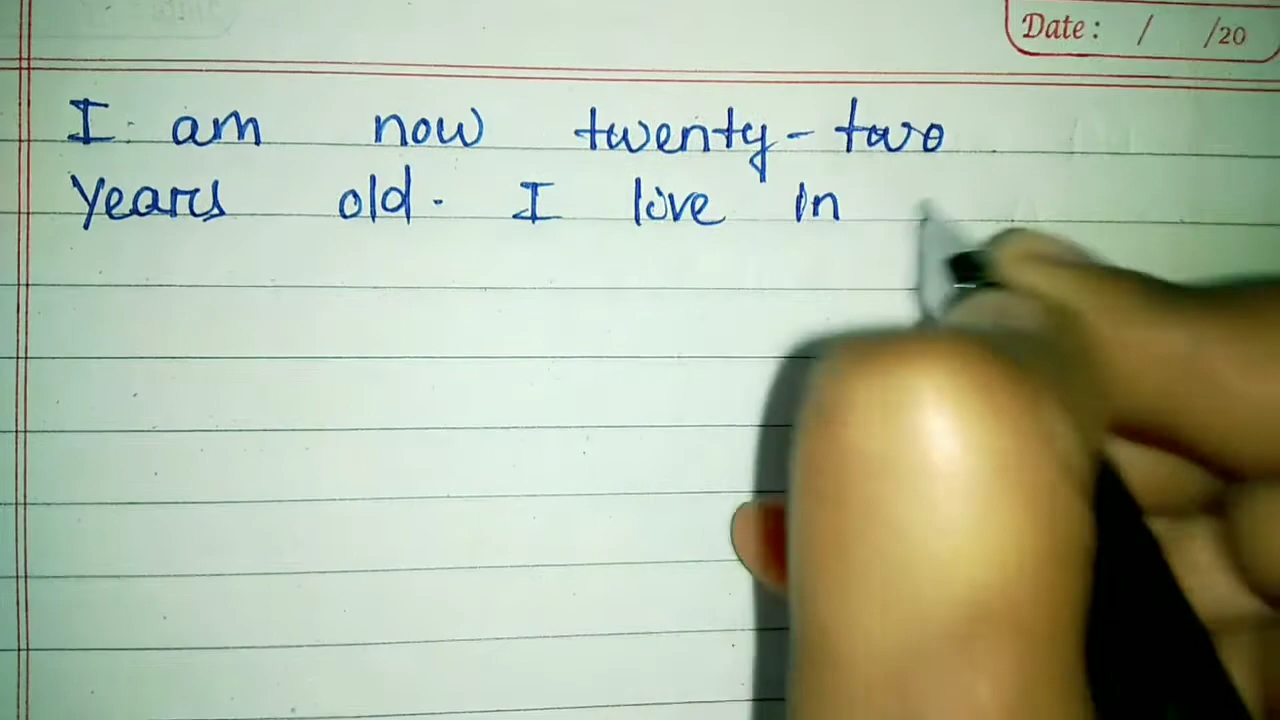 Date: / /20
I am now twenty-two
years old. I live in